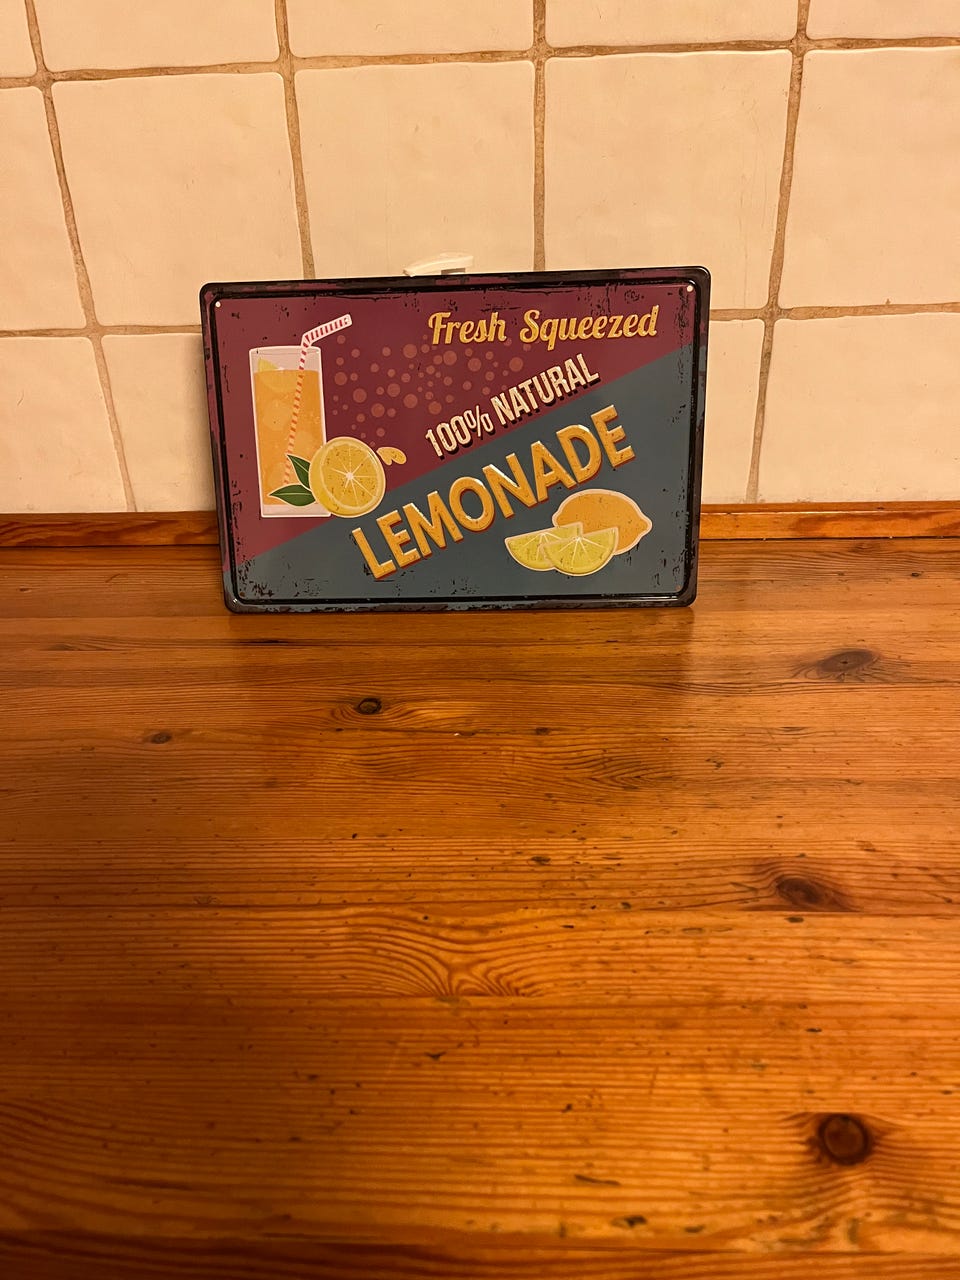 Fresh Squeezed
100% NATURAL
LEMONADE